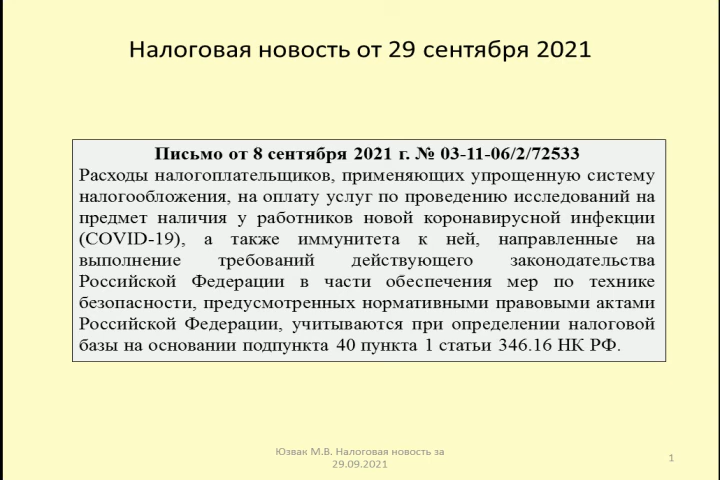 Налоговая новость от 29 сентября 2021
Письмо от 8 сентября 2021 г. № 03-11-06/2/72533
Расходы налогоплательщиков, применяющих упрощенную систему
налогообложения, на оплату услуг по проведению исследований на
предмет наличия у работников новой коронавирусной инфекции
(COVID-19), а также иммунитета к ней, направленные на
выполнение требований действующего законодательства
Российской Федерации в части обеспечения мер по технике
безопасности, предусмотренных нормативными правовыми актами
Российской Федерации, учитываются при определении налоговой
базы на основании подпункта 40 пункта 1 статьи 346.16 НК РФ.
Юзвак М.В. Налоговая новость за
29.09.2021
1